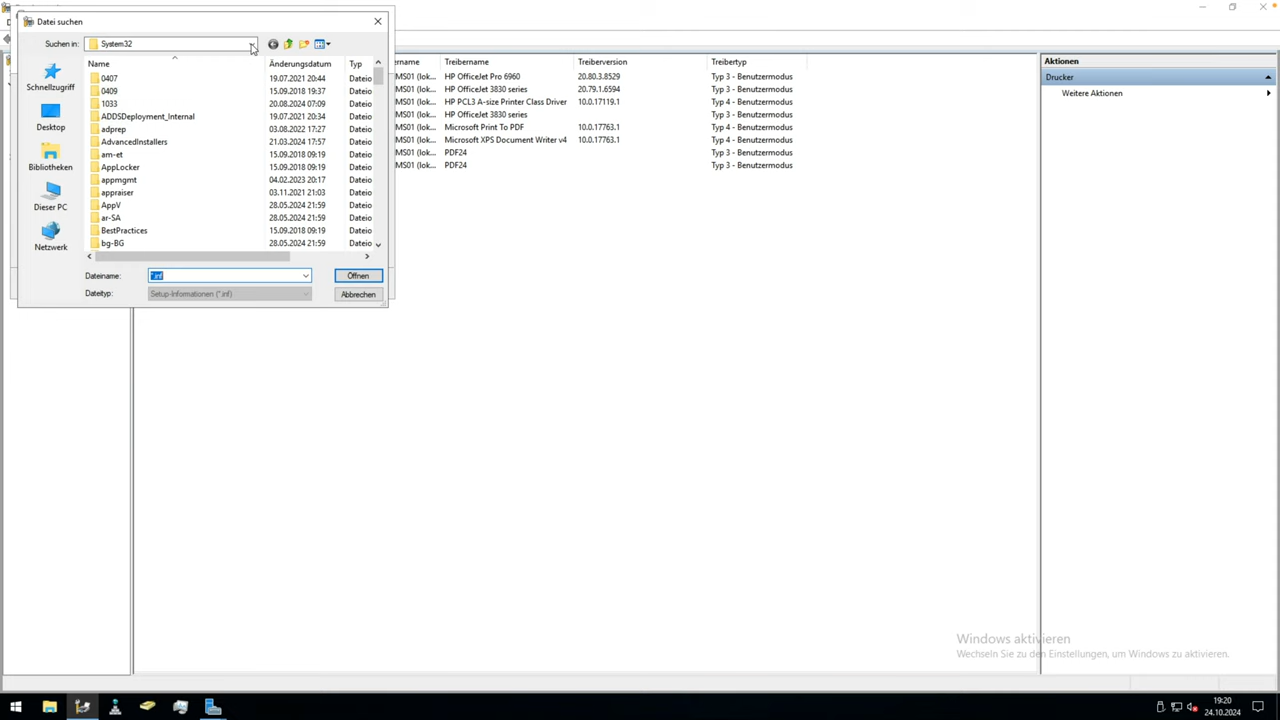 Datei suchen
Suchen in: System32
Name Änderungsdatum Typ
0407 19.07.2021 20:44 Dateio
0409 15.09.2018 19:37 Dateio
1033 20.08.2024 07:09 Dateio
ADDSDeployment_Internal 19.07.2021 20:34 Dateio
adprep 03.08.2022 17:27 Dateio
AdvancedInstallers 21.03.2024 17:57 Dateio
am-et 15.09.2018 09:19 Dateio
AppLocker 15.09.2018 09:19 Dateio
appmgmt 04.02.2023 20:17 Dateio
appraiser 03.11.2021 21:03 Dateio
AppV 28.05.2024 21:59 Dateio
ar-SA 28.05.2024 21:59 Dateio
BestPractices 15.09.2018 09:19 Dateio
bg-BG 28.05.2024 21:59 Dateio
Schnellzugriff
Desktop
Bibliotheken
Dieser PC
Netzwerk
Dateiname: *.inf Öffnen
Dateityp: Setup-Informationen (*.inf) Abbrechen
ername Treibername Treiberversion Treibertyp
MS01 (lok... HP OfficeJet Pro 6960 20.80.3.8529 Typ 3 - Benutzermodus
MS01 (lok... HP OfficeJet 3830 series 20.79.1.6594 Typ 3 - Benutzermodus
MS01 (lok... HP PCL3 A-size Printer Class Driver 10.0.17119.1 Typ 4 - Benutzermodus
MS01 (lok... HP OfficeJet 3830 series Typ 3 - Benutzermodus
MS01 (lok... Microsoft Print To PDF 10.0.17763.1 Typ 4 - Benutzermodus
MS01 (lok... Microsoft XPS Document Writer v4 10.0.17763.1 Typ 4 - Benutzermodus
MS01 (lok... PDF24 Typ 3 - Benutzermodus
MS01 (lok... PDF24 Typ 3 - Benutzermodus
Aktionen
Drucker
Weitere Aktionen
Windows aktivieren
Wechseln Sie zu den Einstellungen, um Windows zu aktivieren.
19:20
24.10.2024